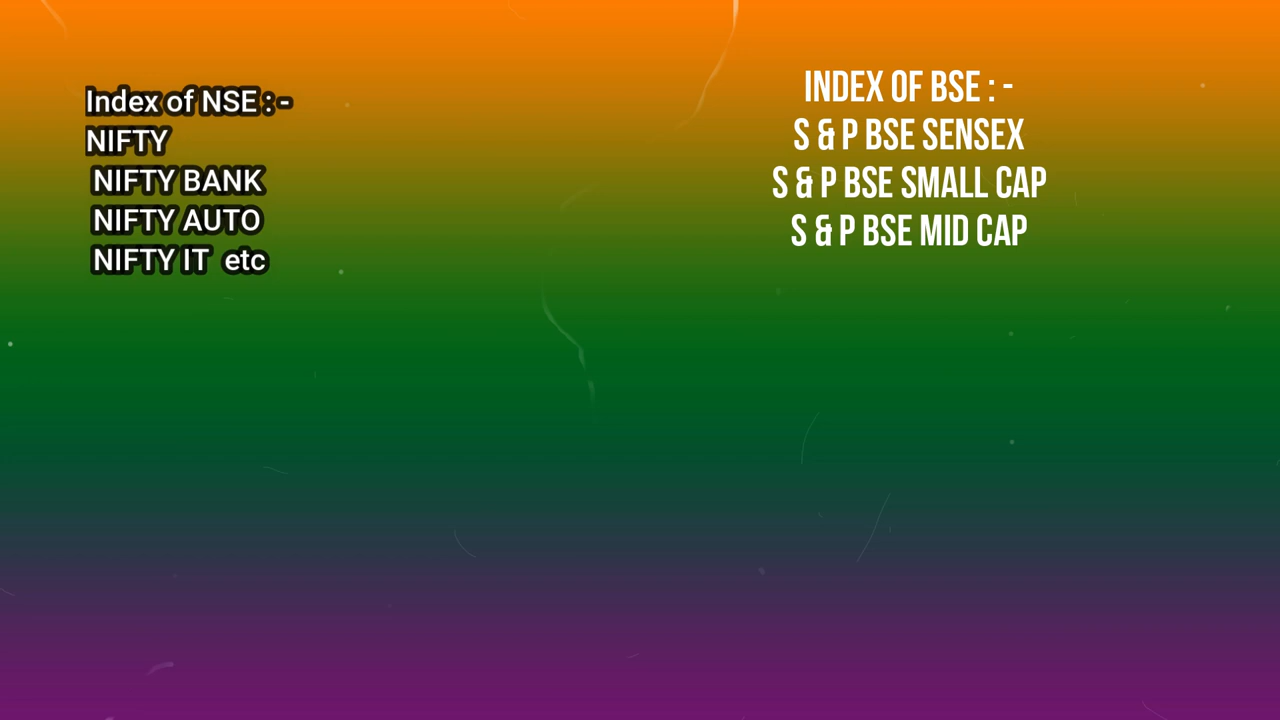 Index of NSE : -
NIFTY
NIFTY BANK
NIFTY AUTO
NIFTY IT etc
INDEX OF BSE : -
S & P BSE SENSEX
S & P BSE SMALL CAP
S & P BSE MID CAP